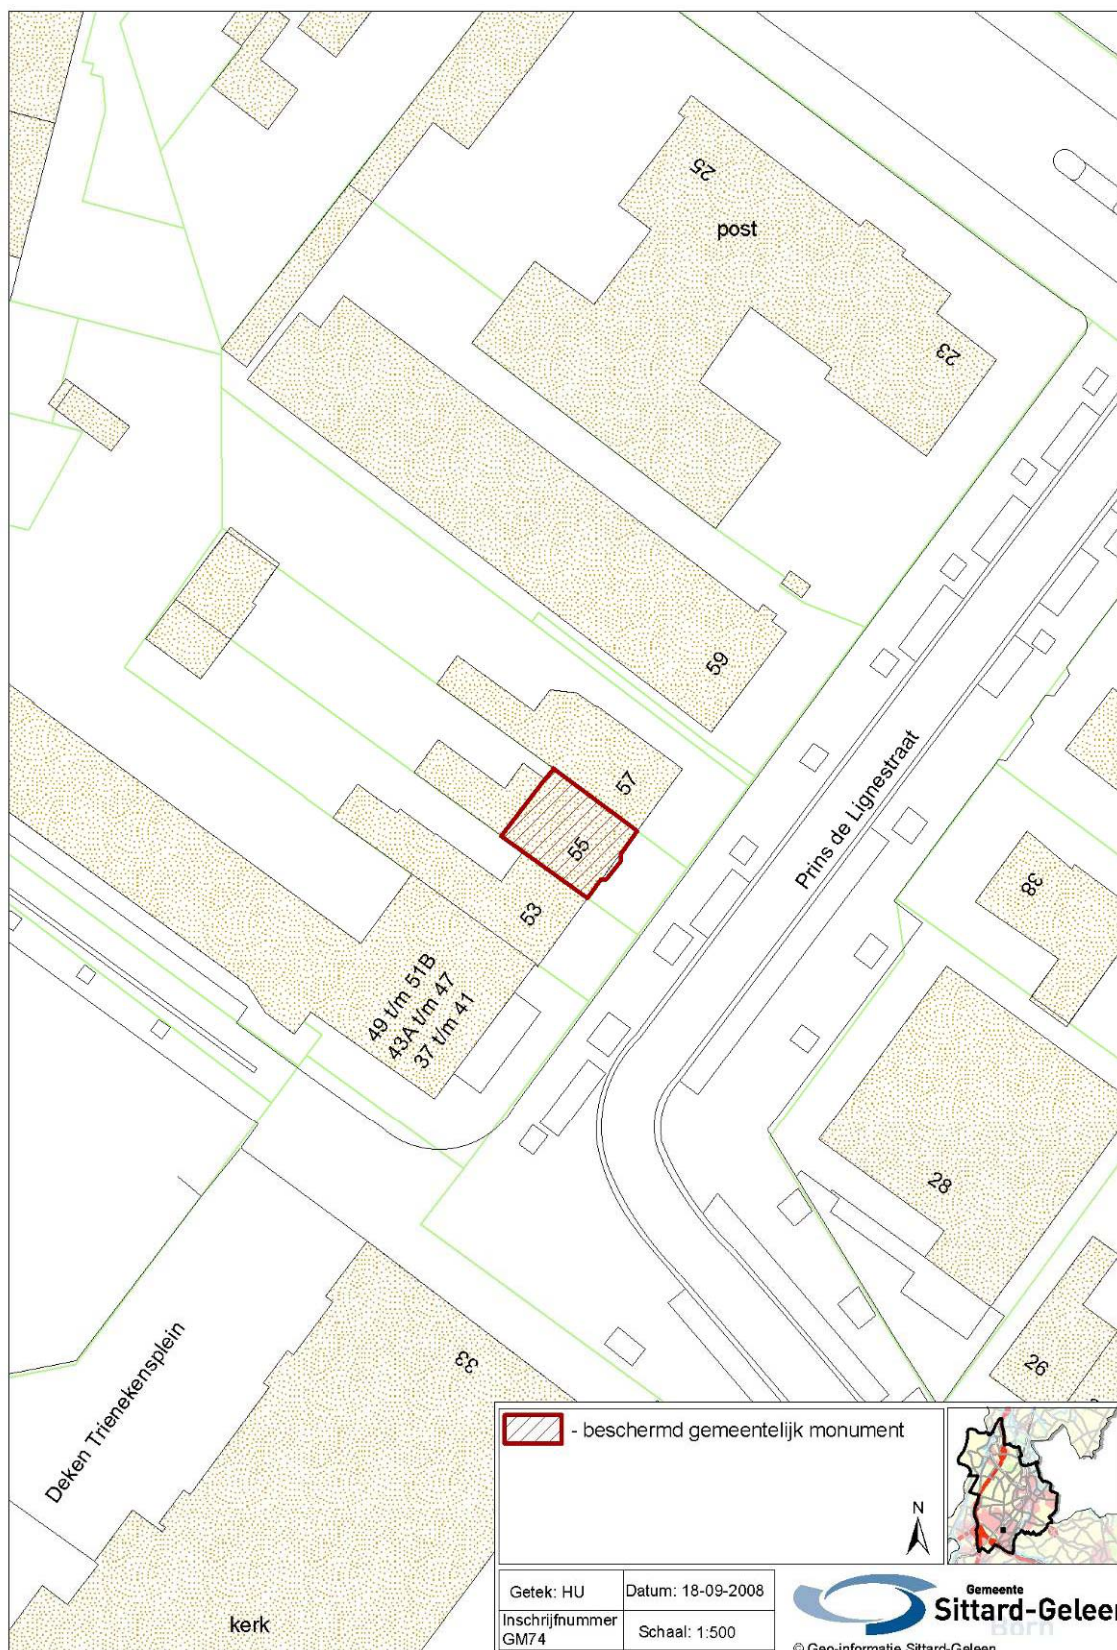 25
post
23
59
57
55
53
Prins de Lignestraat
38
49 t/m 51B
43A t/m 47
37 t/m 41
28
33
26
Deken Trienekensplein
kerk
- beschermd gemeentelijk monument
N
Getek: HU
Datum: 18-09-2008
Inschrijfnummer
GM74
Schaal: 1:500
Gemeente
Sittard-Geleen
Born
© Geo-informatie Sittard-Geleen